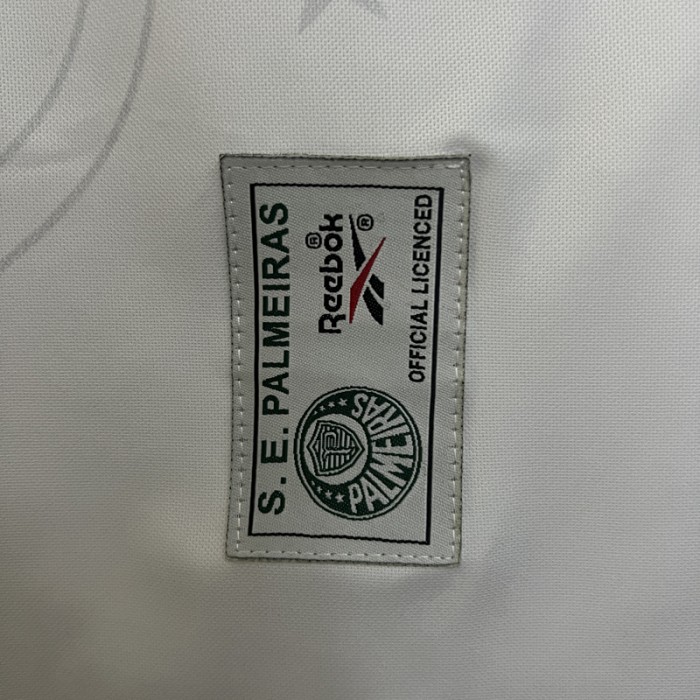 S. E. PALMEIRAS
PALMEIRAS
Reebok®
®
OFFICIAL LICENCED